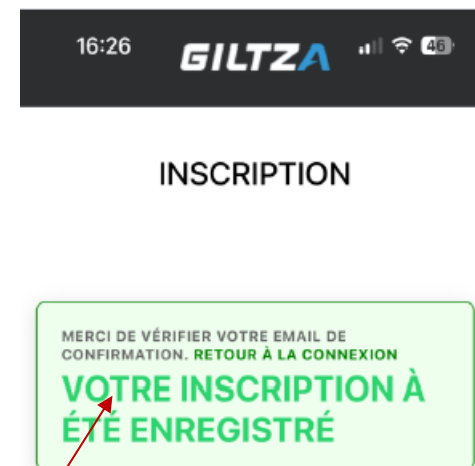 16:26
GILTZA
46
INSCRIPTION
MERCI DE VÉRIFIER VOTRE EMAIL DE
CONFIRMATION. RETOUR À LA CONNEXION
VOTRE INSCRIPTION À
ÉTÉ ENREGISTRÉ